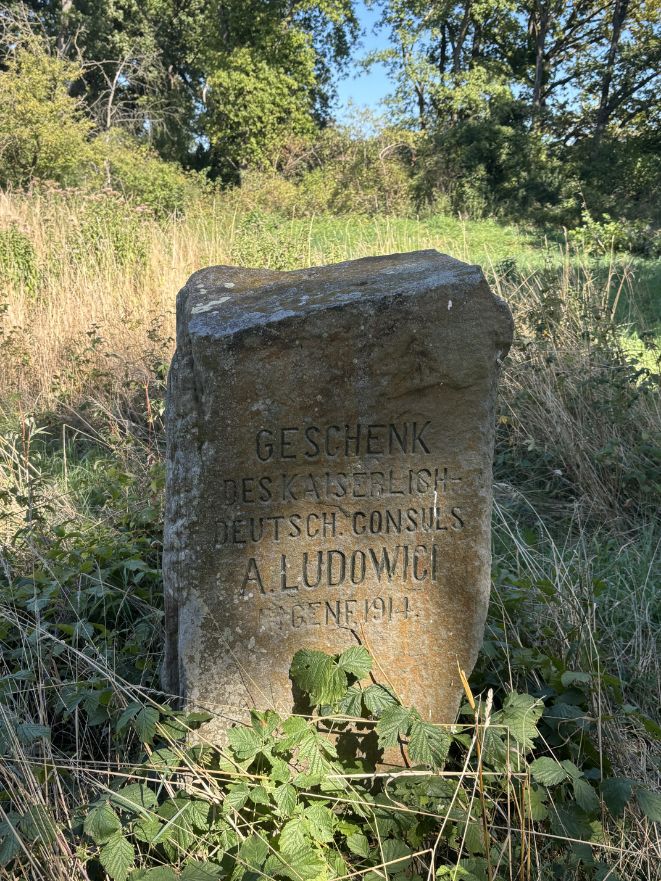 GESCHENK
DES KAISERLICH-
DEUTSCH. CONSULS
A. LUDOWICI
GENF 1914.